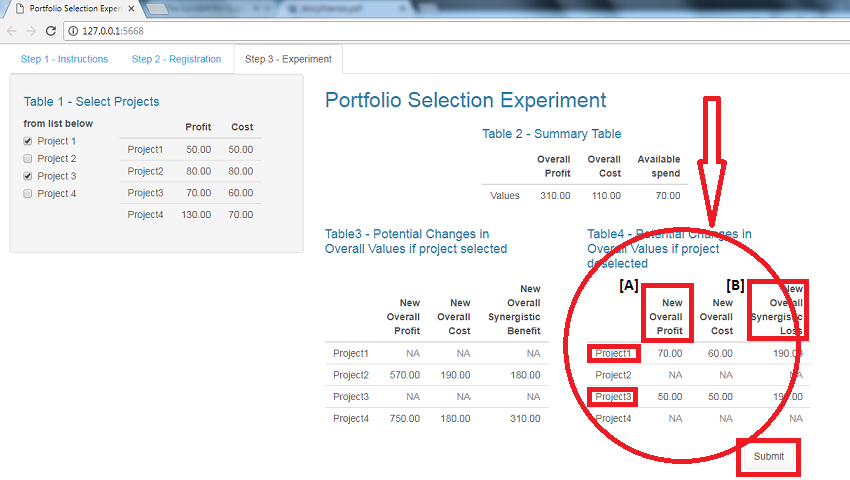 Portfolio Selection Exper
127.0.0.1:5668
Step 1 - Instructions Step 2 - Registration Step 3 - Experiment
Table 1 - Select Projects
from list below
Project 1
Project 2
Project 3
Project 4
Profit Cost
Project1 50.00 50.00
Project2 80.00 80.00
Project3 70.00 60.00
Project4 130.00 70.00
Portfolio Selection Experiment
Table 2 - Summary Table
Overall Overall Available
Profit Cost spend
Values 310.00 110.00 70.00
Table3 - Potential Changes in
Overall Values if project selected
New
New New Overall
Overall Overall Synergistic
Profit Cost Benefit
Project1 NA NA NA
Project2 570.00 190.00 180.00
Project3 NA NA NA
Project4 750.00 180.00 310.00
Table4 - Potential Changes in
Overall Values if project
deselected
[A] [B] New
New New Overall
Overall Overall Synergistic
Profit Cost Loss
Project1 70.00 60.00 190.00
Project2 NA NA NA
Project3 50.00 50.00 190.00
Project4 NA NA NA
Submit